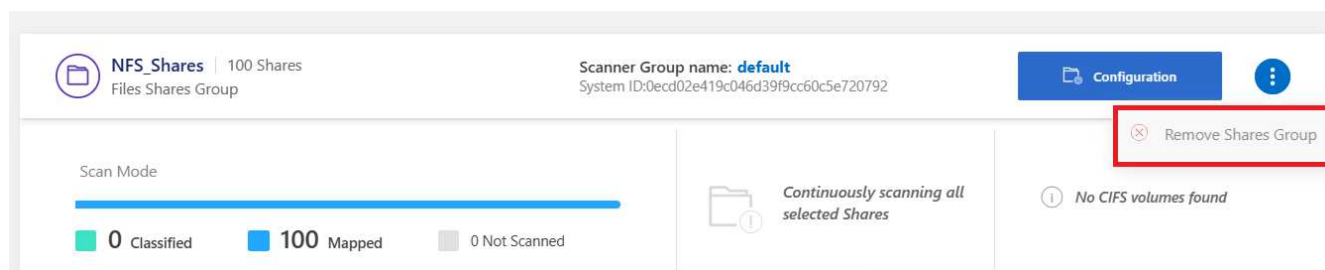 NFS_Shares | 100 Shares
Files Shares Group
Scanner Group name: default
System ID:0ecd02e419c046d39f9cc60c5e720792
Configuration
Remove Shares Group
Scan Mode
0 Classified
100 Mapped
0 Not Scanned
Continuously scanning all
selected Shares
No CIFS volumes found